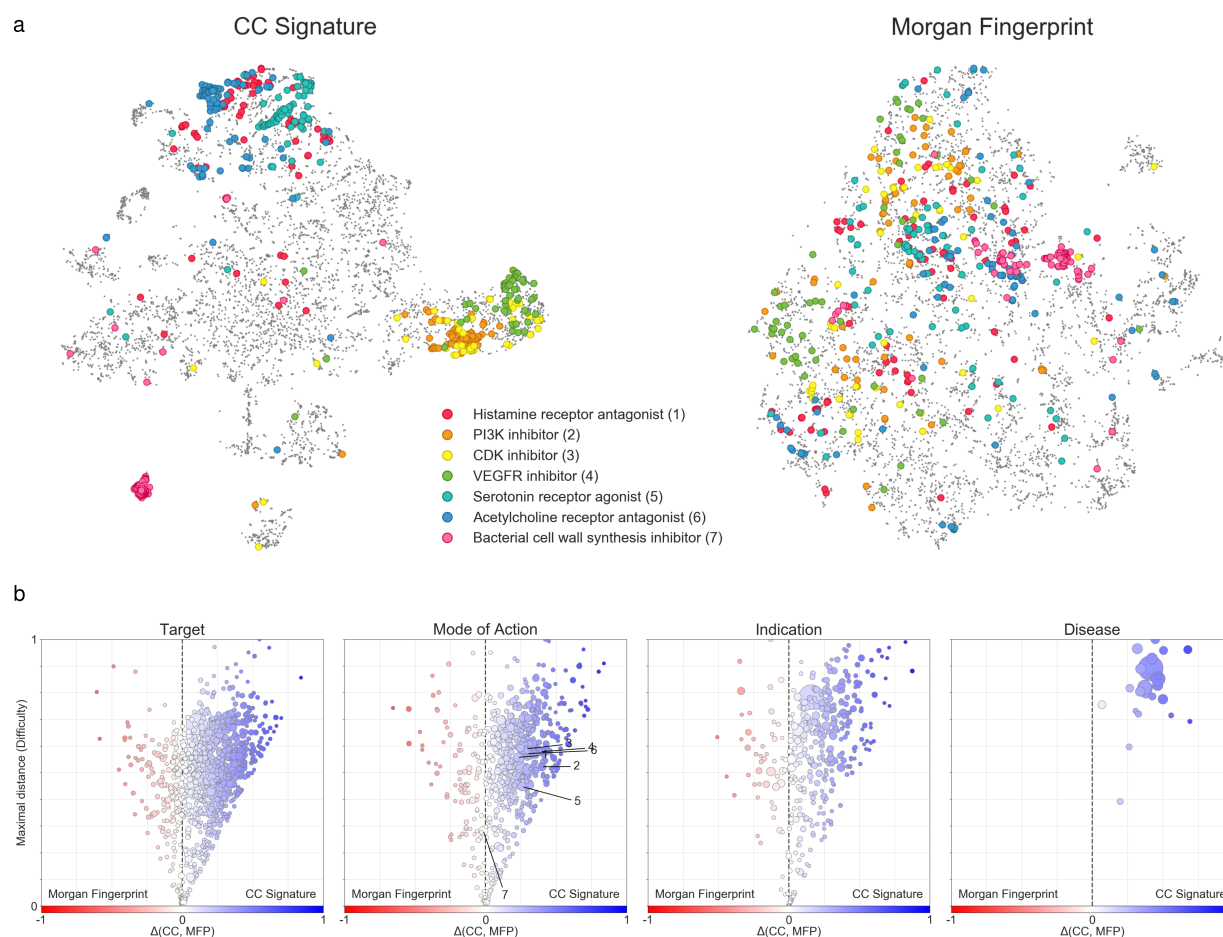 a
CC Signature
Morgan Fingerprint
Histamine receptor antagonist (1)
PI3K inhibitor (2)
CDK inhibitor (3)
VEGFR inhibitor (4)
Serotonin receptor agonist (5)
Acetylcholine receptor antagonist (6)
Bacterial cell wall synthesis inhibitor (7)
b
Target
Mode of Action
Indication
Disease
Maximal distance (Difficulty)
1
0
4
2
5
7
Morgan Fingerprint
CC Signature
Morgan Fingerprint
CC Signature
Morgan Fingerprint
CC Signature
Morgan Fingerprint
CC Signature
-1
0
1
-1
0
1
-1
0
1
-1
0
1
Δ(CC, MFP)
Δ(CC, MFP)
Δ(CC, MFP)
Δ(CC, MFP)